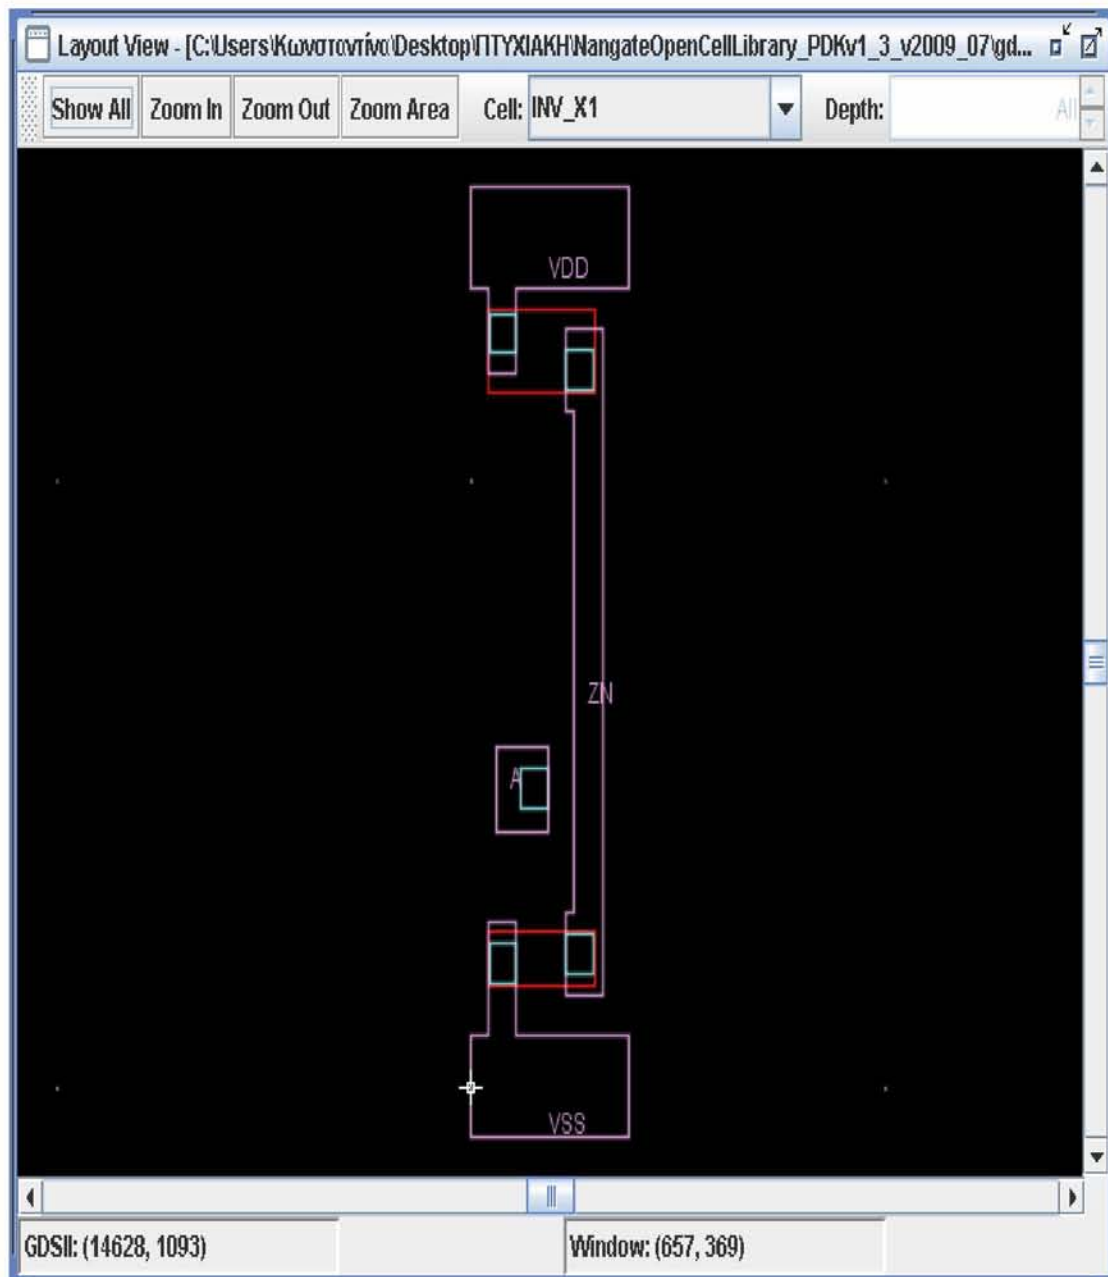 Layout View - [C:\Users\Κωνσταντίνα\Desktop\ΠΤΥΧΙΑΚΗ\NangateOpenCellLibrary_PDKv1_3_v2009_07\gd...
Show All Zoom In Zoom Out Zoom Area Cell: INV_X1 Depth: All
VDD
ZN
A
VSS
GDSII: (14628, 1093) Window: (657, 369)